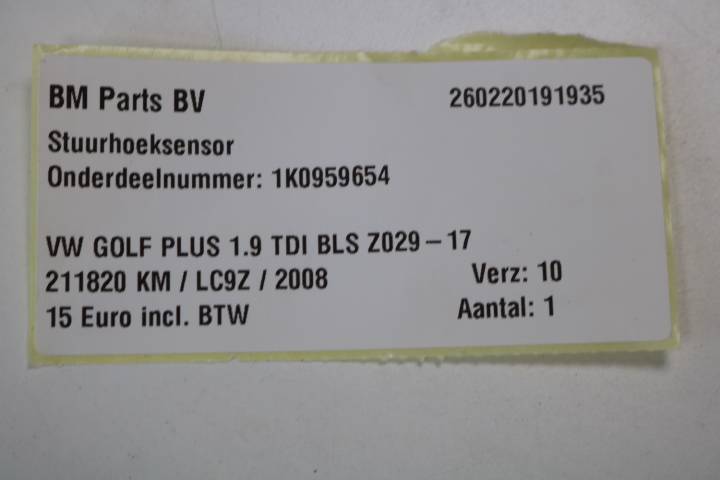 BM Parts BV 260220191935
Stuurhoeksensor
Onderdeelnummer: 1K0959654
VW GOLF PLUS 1.9 TDI BLS Z029-17
211820 KM / LC9Z / 2008 Verz: 10
15 Euro incl. BTW Aantal: 1